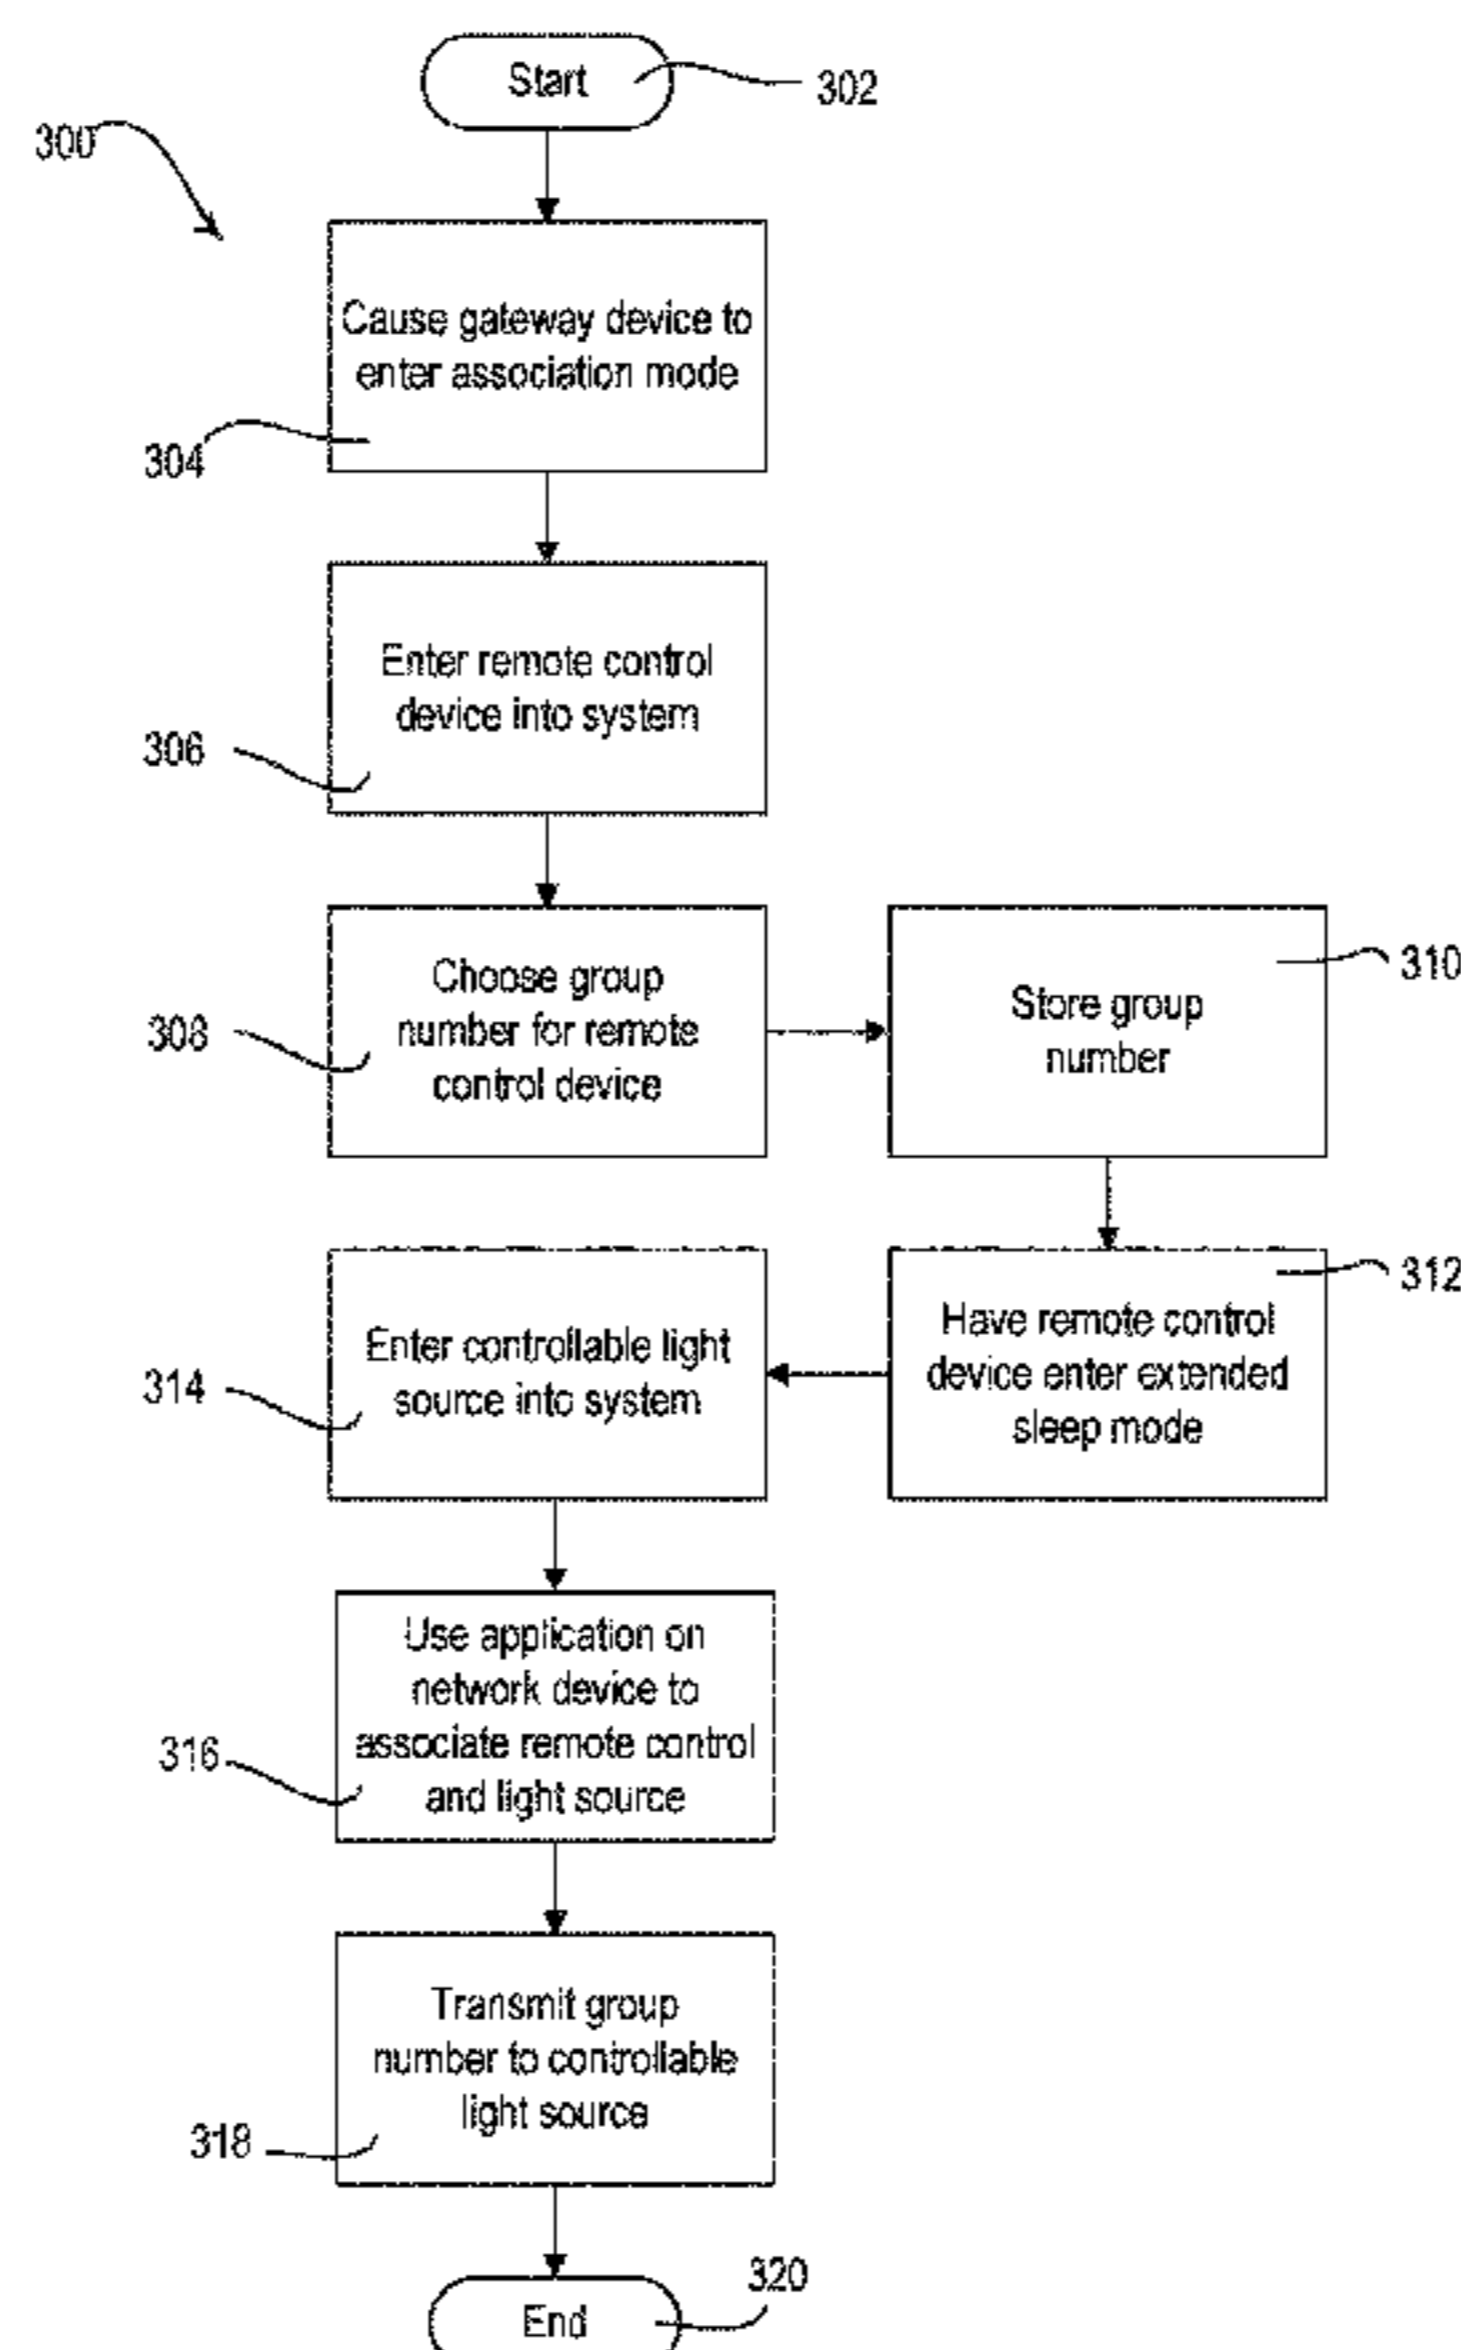 Start
302
300
Cause gateway device to
enter association mode
304
Enter remote control
device into system
306
Choose group
number for remote
control device
308
310
Store group
number
312
Have remote control
device enter extended
sleep mode
Enter controllable light
source into system
314
Use application on
network device to
associate remote control
and light source
316
Transmit group
number to controllable
light source
318
320
End